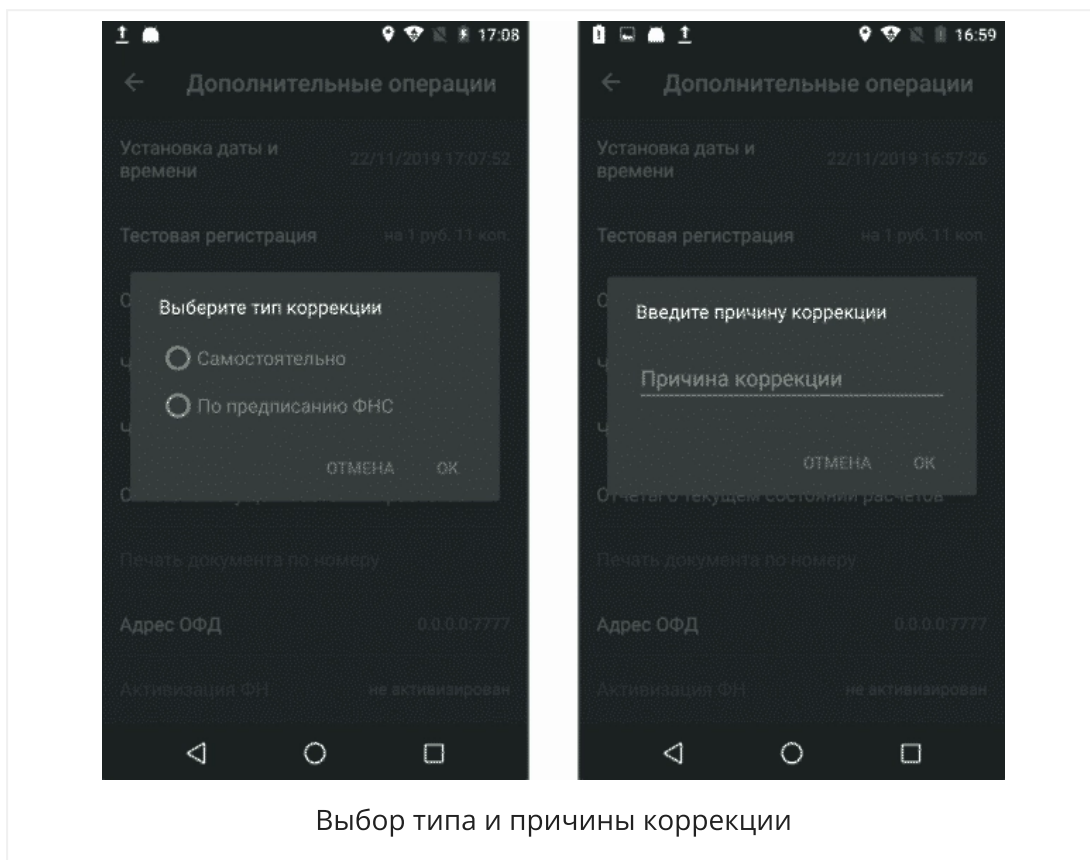 17:08
Дополнительные операции
Установка даты и
времени
22/11/2019 17:07:52
Тестовая регистрация
на 1 руб. 11 коп.
Выберите тип коррекции
Самостоятельно
По предписанию ФНС
ОТМЕНА
ОК
Печать документа по номеру
Адрес ОФД
0.0.0.0:7777
Активизация ФН
не активизирован
16:59
Дополнительные операции
Установка даты и
времени
22/11/2019 16:57:26
Тестовая регистрация
на 1 руб. 11 коп.
Введите причину коррекции
Причина коррекции
ОТМЕНА
ОК
Отчеты о текущем состоянии расчетов
Печать документа по номеру
Адрес ОФД
0.0.0.0:7777
Активизация ФН
не активизирован
Выбор типа и причины коррекции